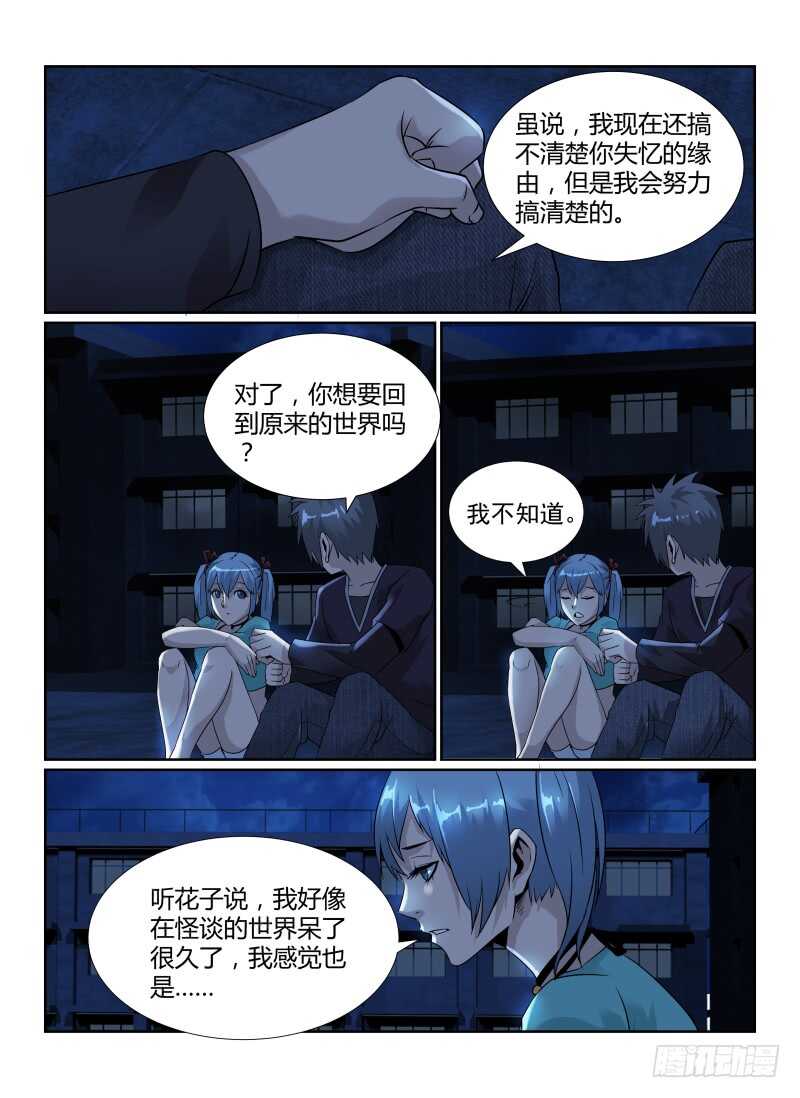 虽说，我现在还搞
不清楚你失忆的缘
由，但是我会努力
搞清楚的。
对了，你想要回
到原来的世界吗
？
我不知道。
听花子说，我好像
在怪谈的世界呆了
很久了，我感觉也
是……
腾讯动漫